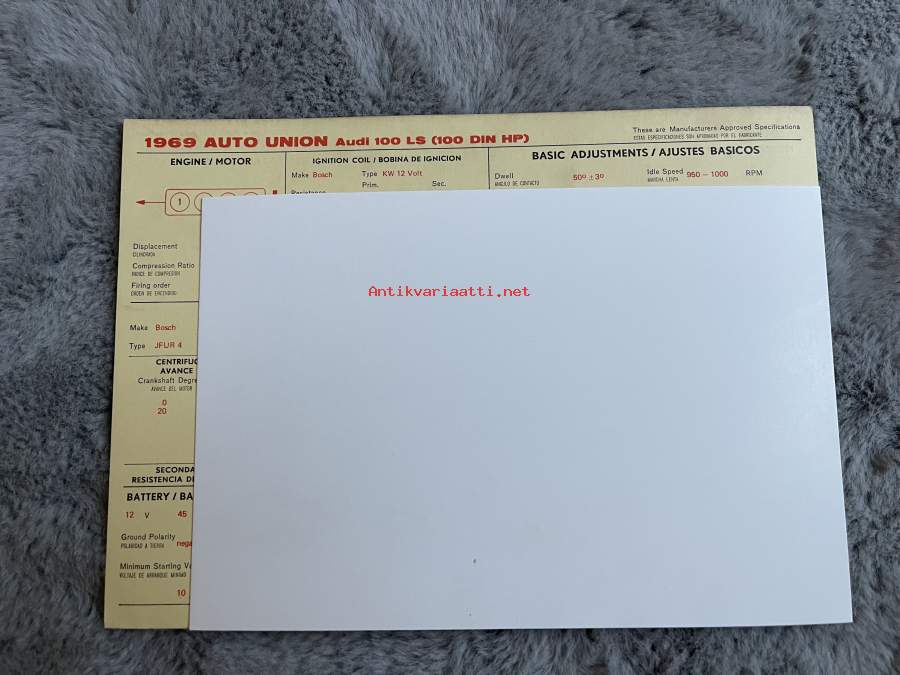 1969 AUTO UNION Audi 100 LS (100 DIN HP)
These are Manufacturers Approved Specifications
ESTAS ESPECIFICACIONES SON APROBADAS POR EL FABRICANTE
ENGINE / MOTOR
IGNITION COIL / BOBINA DE IGNICION
Make Bosch Type KW 12 Volt
Prim. Sec.
Resistance
BASIC ADJUSTMENTS / AJUSTES BASICOS
Dwell 50° ±3° Idle Speed 950 – 1000 RPM
ANGULO DE CONTACTO MARCHA LENTA
1
Displacement
CILINDRADA
Compression Ratio
INDICE DE COMPRESION
Firing order
ORDEN DE ENCENDIDO
Make Bosch
Type JFUR 4
CENTRIFUG
AVANCE
Crankshaft Degre
AVANCE DEL MOTOR
0
20
SECONDA
RESISTENCIA DE
BATTERY / BA
12 V 45
Ground Polarity
POLARIDAD A TIERRA nega
Minimum Starting Vo
VOLTAJE DE ARRANQUE MINIMO
10
Antikvariaatti.net